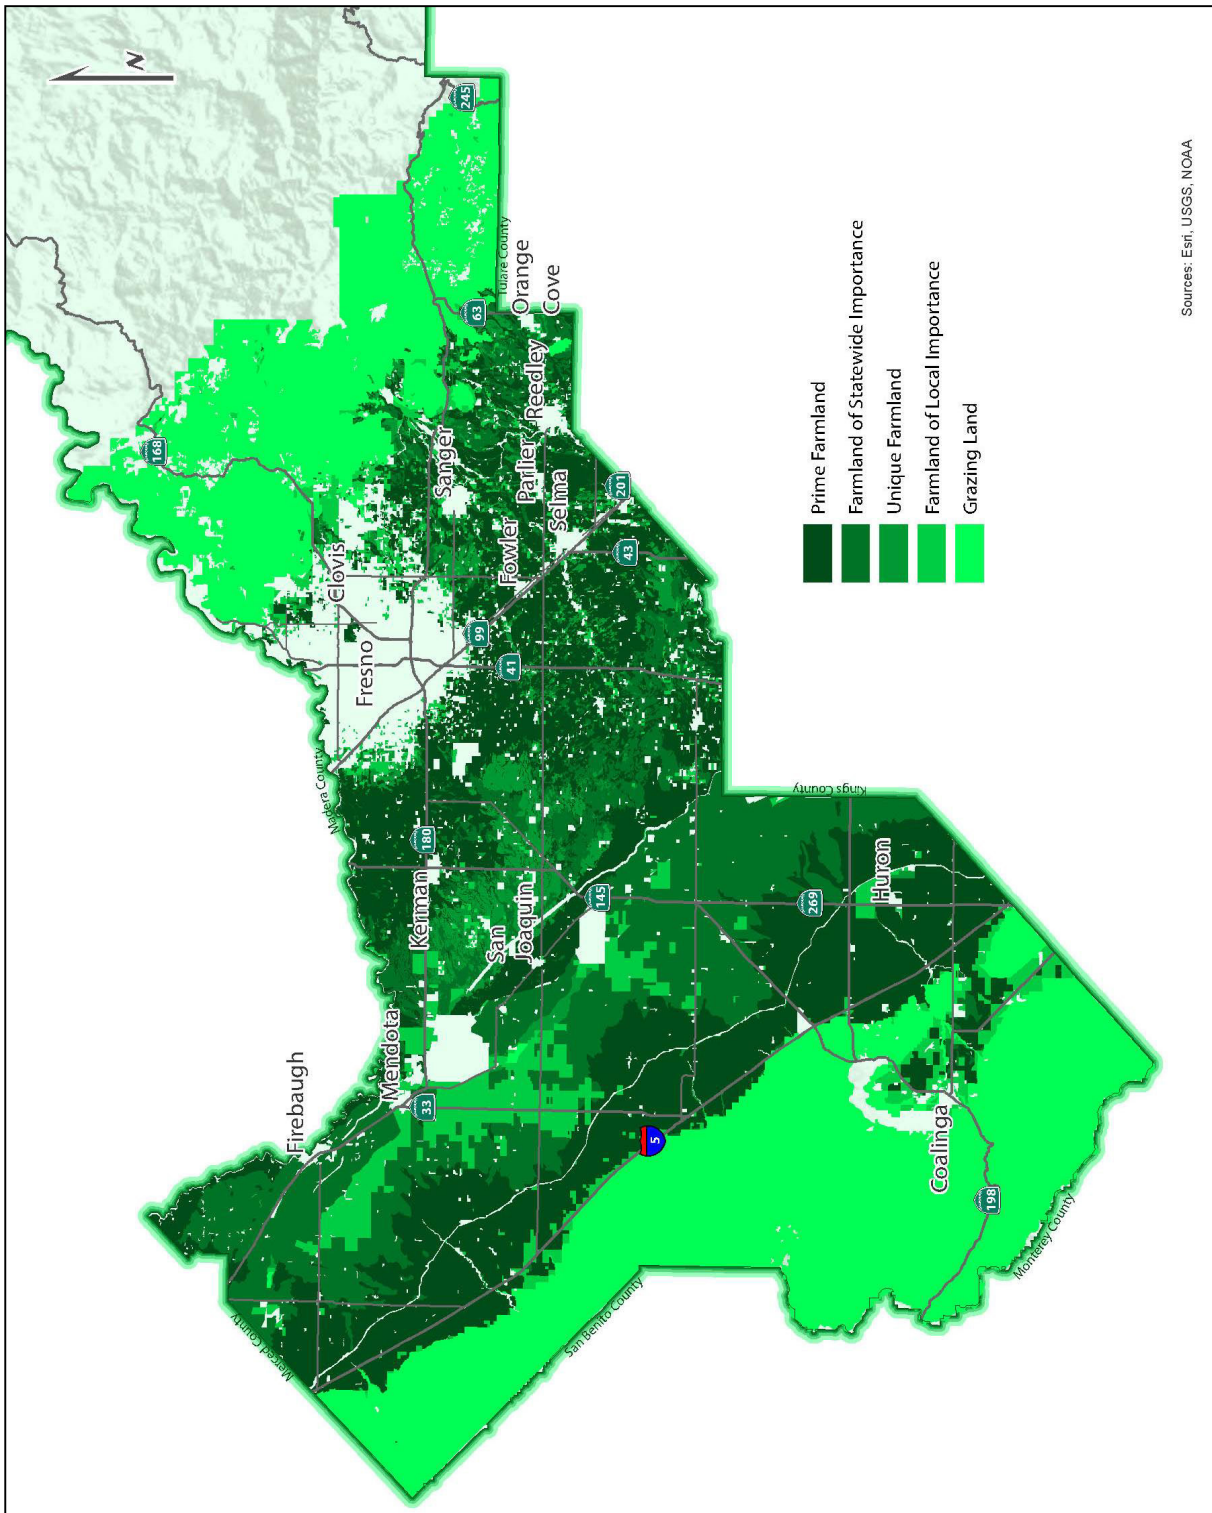 N
168
245
Tulare County
63
Orange
Cove
Reedley
Parlier
Sanger
Selma
201
Fowler
43
Clovis
Fresno
99
41
Madera County
180
Kerman
Kings County
San
Joaquin
145
269
Huron
Mendota
Firebaugh
33
5
Coalinga
198
Merced County
San Benito County
Monterey County
Prime Farmland
Farmland of Statewide Importance
Unique Farmland
Farmland of Local Importance
Grazing Land
Sources: Esri, USGS, NOAA